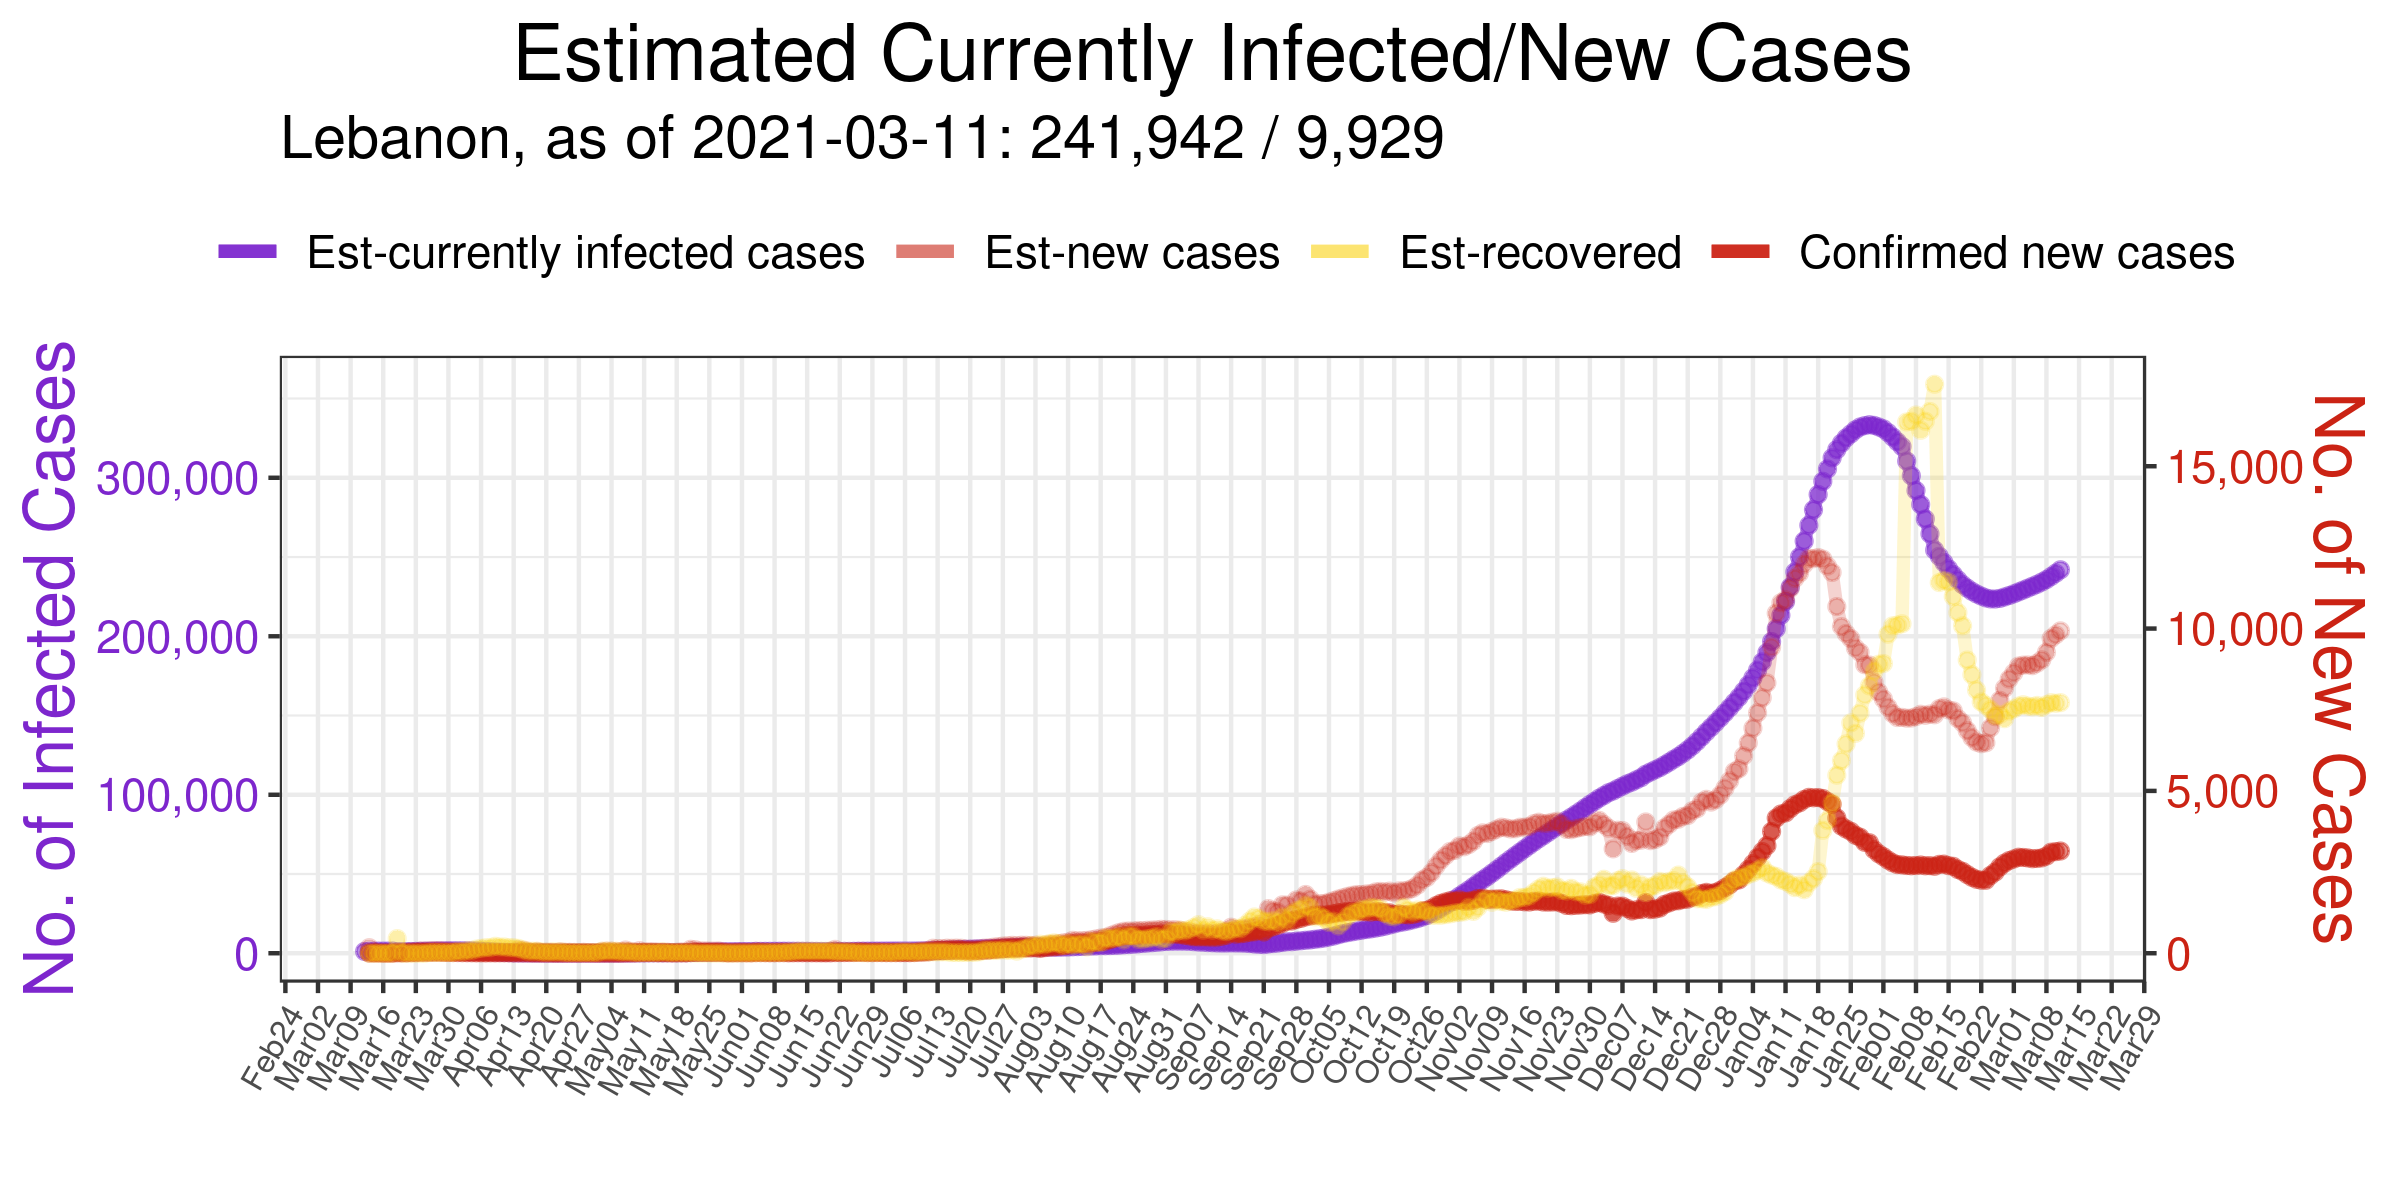 Estimated Currently Infected/New Cases
Lebanon, as of 2021-03-11: 241,942 / 9,929
Est-currently infected cases Est-new cases Est-recovered Confirmed new cases
No. of Infected Cases
300,000
200,000
100,000
0
15,000
10,000
5,000
0
No. of New Cases
Feb24 Mar02 Mar09 Mar16 Mar23 Mar30 Apr06 Apr13 Apr20 Apr27 May04 May11 May18 May25 Jun01 Jun08 Jun15 Jun22 Jun29 Jul06 Jul13 Jul20 Jul27 Aug03 Aug10 Aug17 Aug24 Aug31 Sep07 Sep14 Sep21 Sep28 Oct05 Oct12 Oct19 Oct26 Nov02 Nov09 Nov16 Nov23 Nov30 Dec07 Dec14 Dec21 Dec28 Jan04 Jan11 Jan18 Jan25 Feb01 Feb08 Feb15 Feb22 Mar01 Mar08 Mar15 Mar22 Mar29